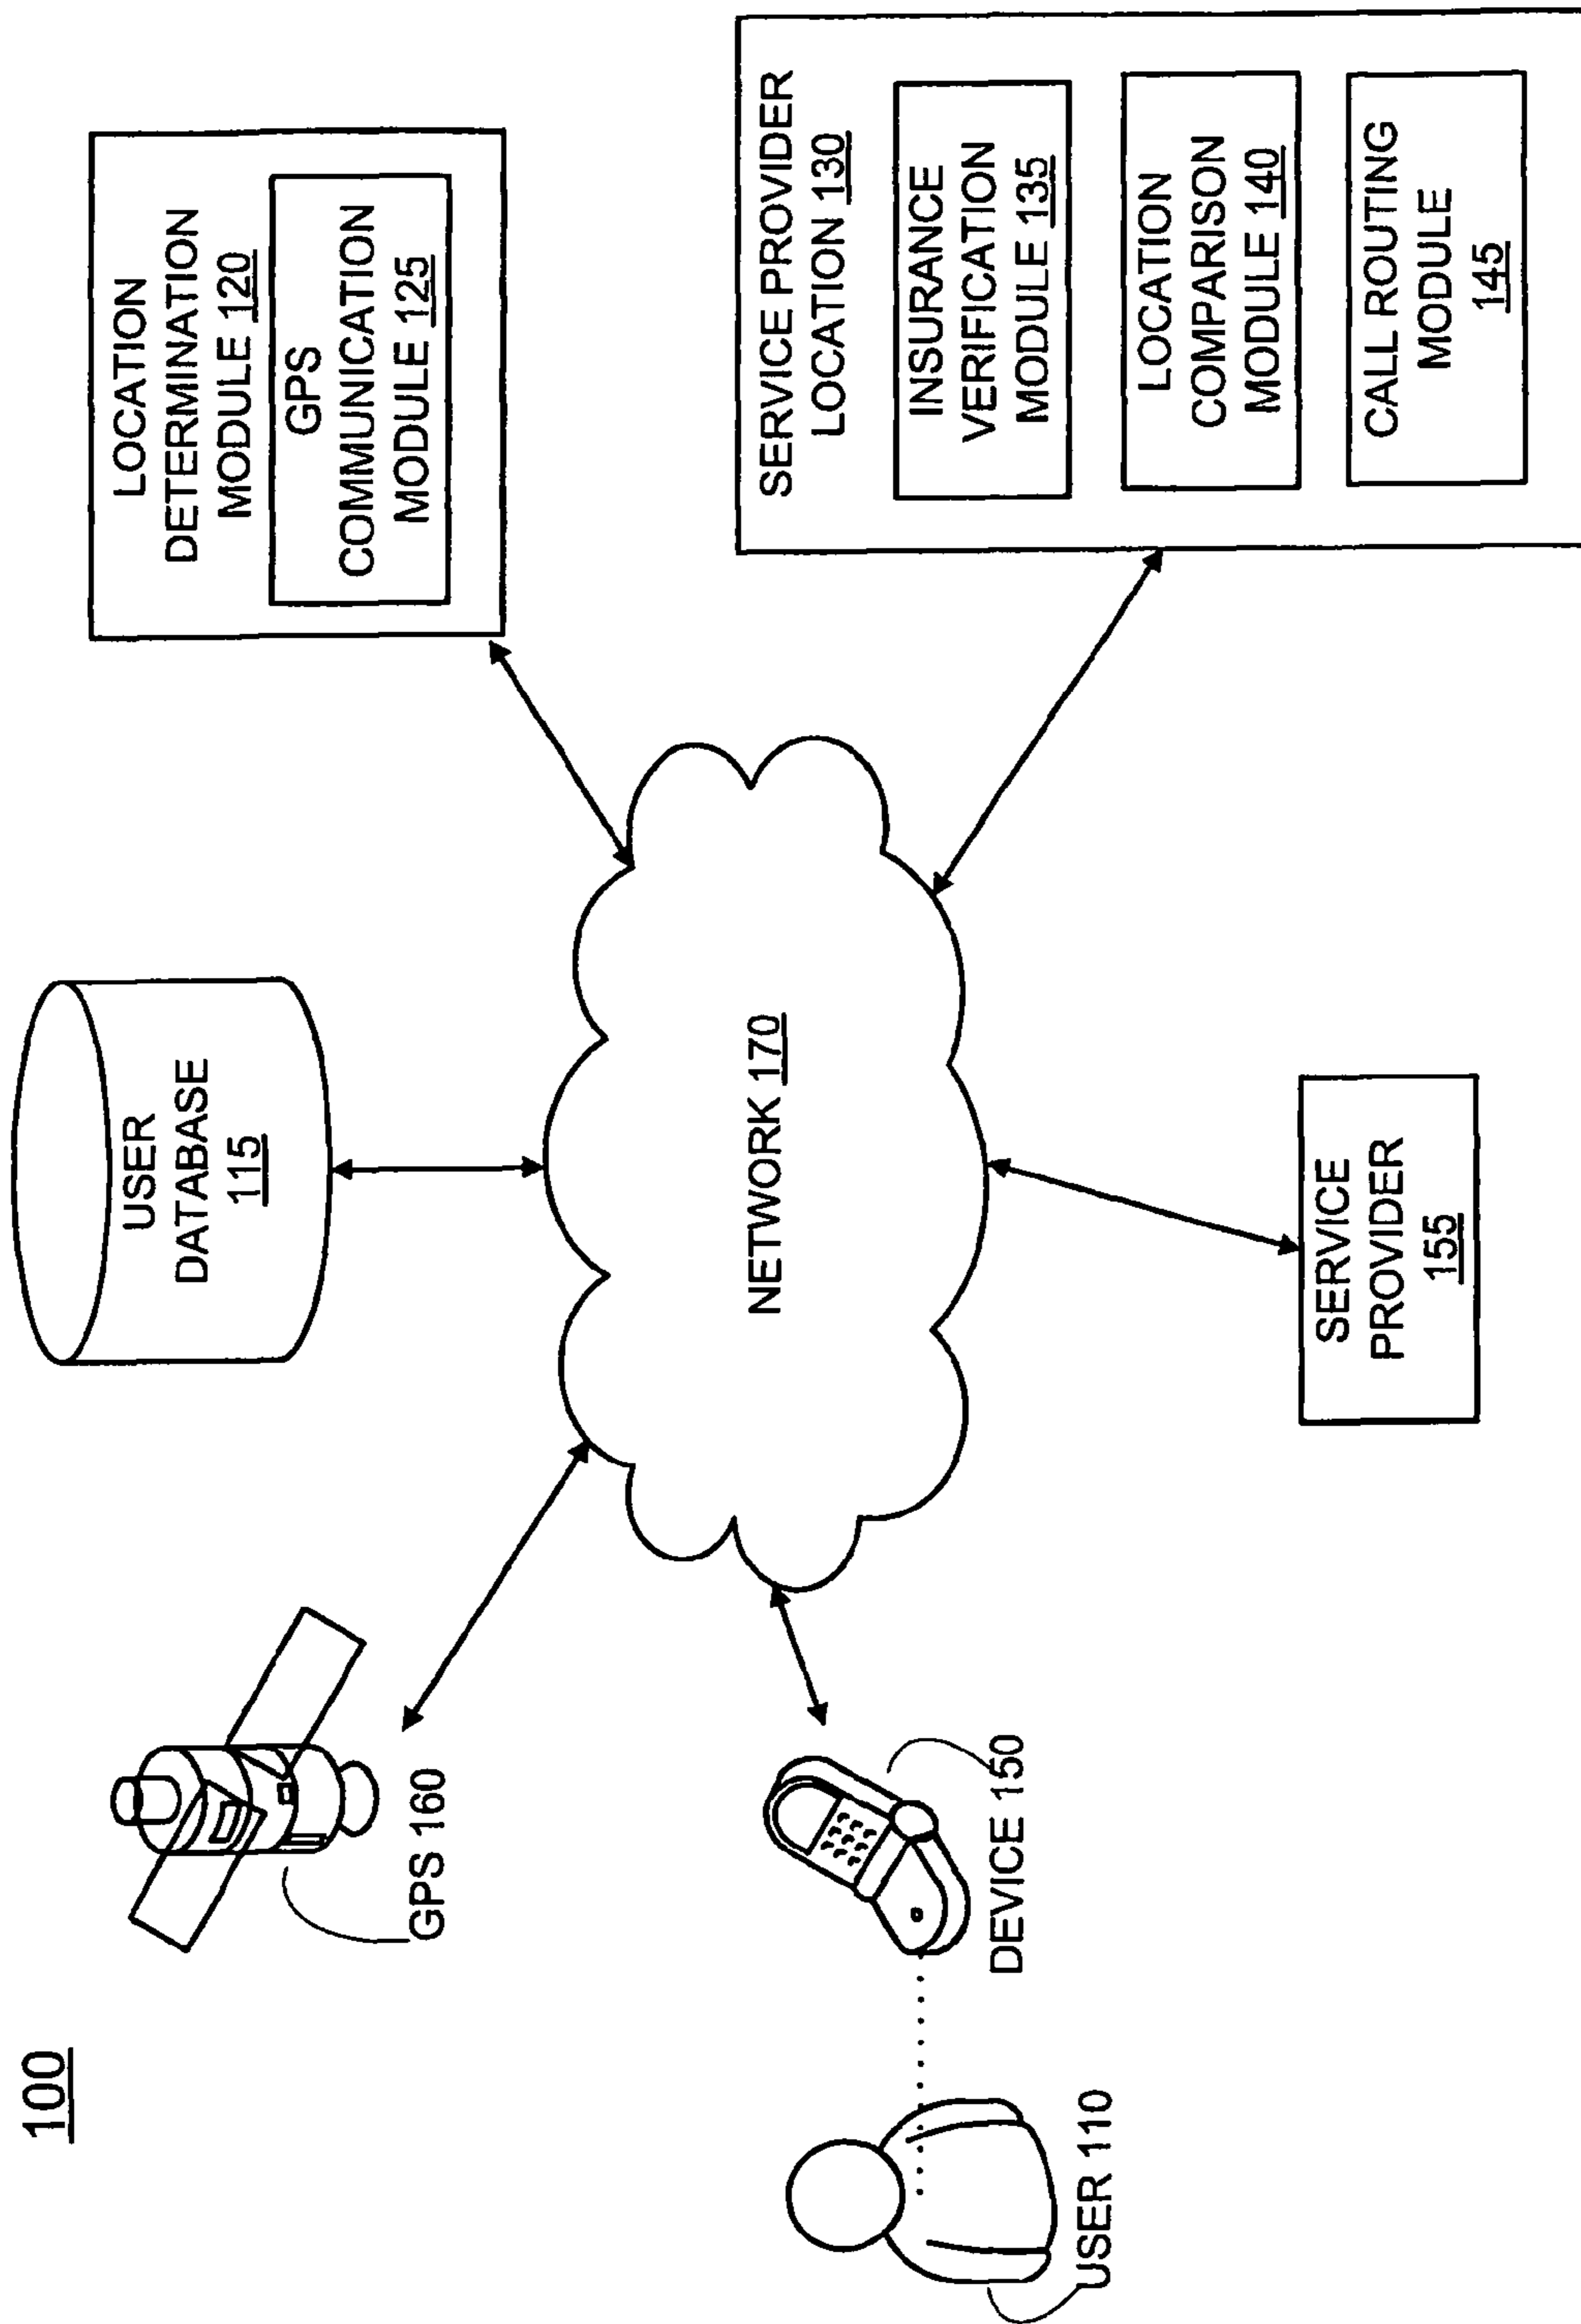 100
USER
DATABASE
115
LOCATION
DETERMINATION
MODULE 120
GPS
COMMUNICATION
MODULE 125
GPS 160
NETWORK 170
SERVICE PROVIDER
LOCATION 130
INSURANCE
VERIFICATION
MODULE 135
LOCATION
COMPARISON
MODULE 140
CALL ROUTING
MODULE
145
DEVICE 150
USER 110
SERVICE
PROVIDER
155